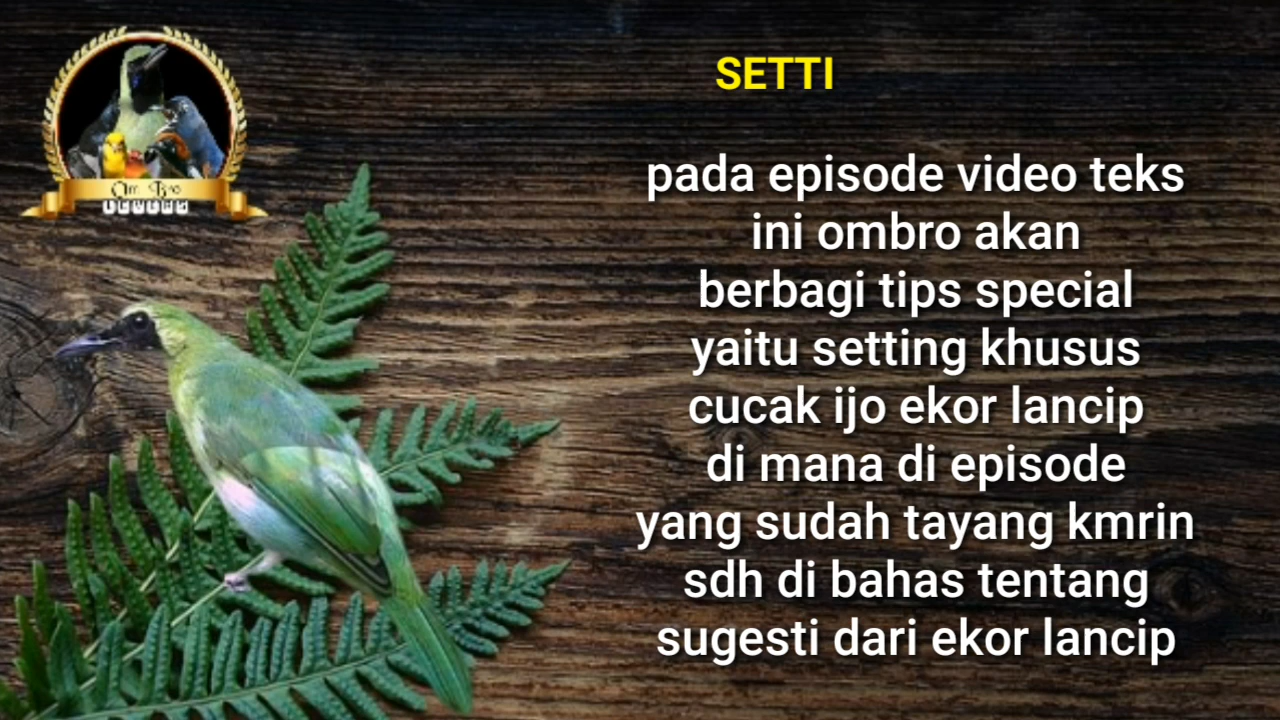 SETTI
pada episode video teks
ini ombro akan
berbagi tips special
yaitu setting khusus
cucak ijo ekor lancip
di mana di episode
yang sudah tayang kmrin
sdh di bahas tentang
sugesti dari ekor lancip